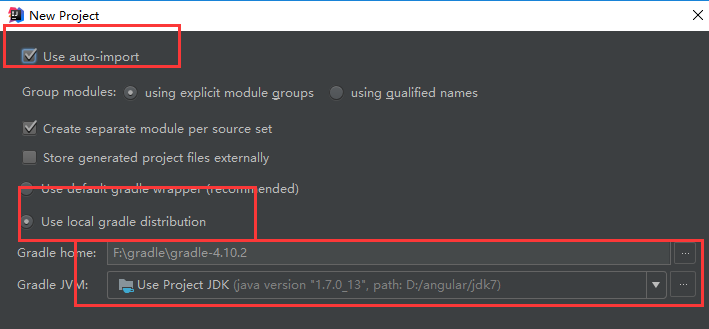 New Project
Use auto-import
Group modules: using explicit module groups using qualified names
Create separate module per source set
Store generated project files externally
Use default gradle wrapper (recommended)
Use local gradle distribution
Gradle home: F:\gradle\gradle-4.10.2 ...
Gradle JVM: Use Project JDK (java version "1.7.0_13", path: D:/angular/jdk7) ...